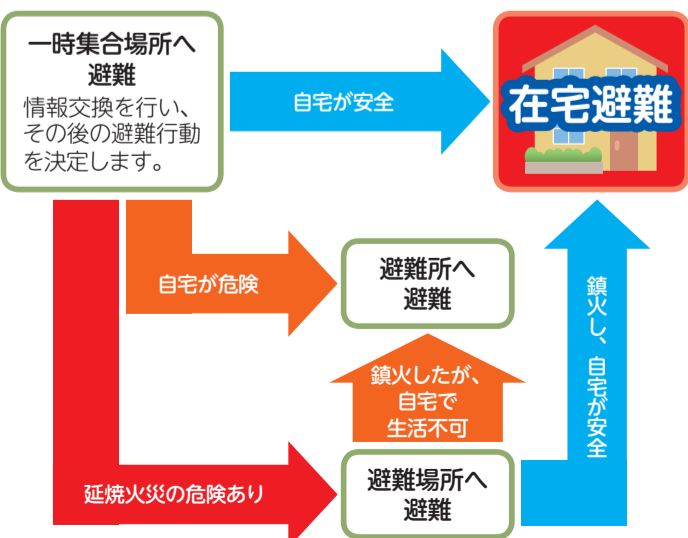 一時集合場所へ
避難
情報交換を行い、
その後の避難行動
を決定します。
自宅が安全
在宅避難
自宅が危険
避難所へ
避難
鎮火したが、
自宅で
生活不可
鎮火し、自宅が安全
延焼火災の危険あり
避難場所へ
避難